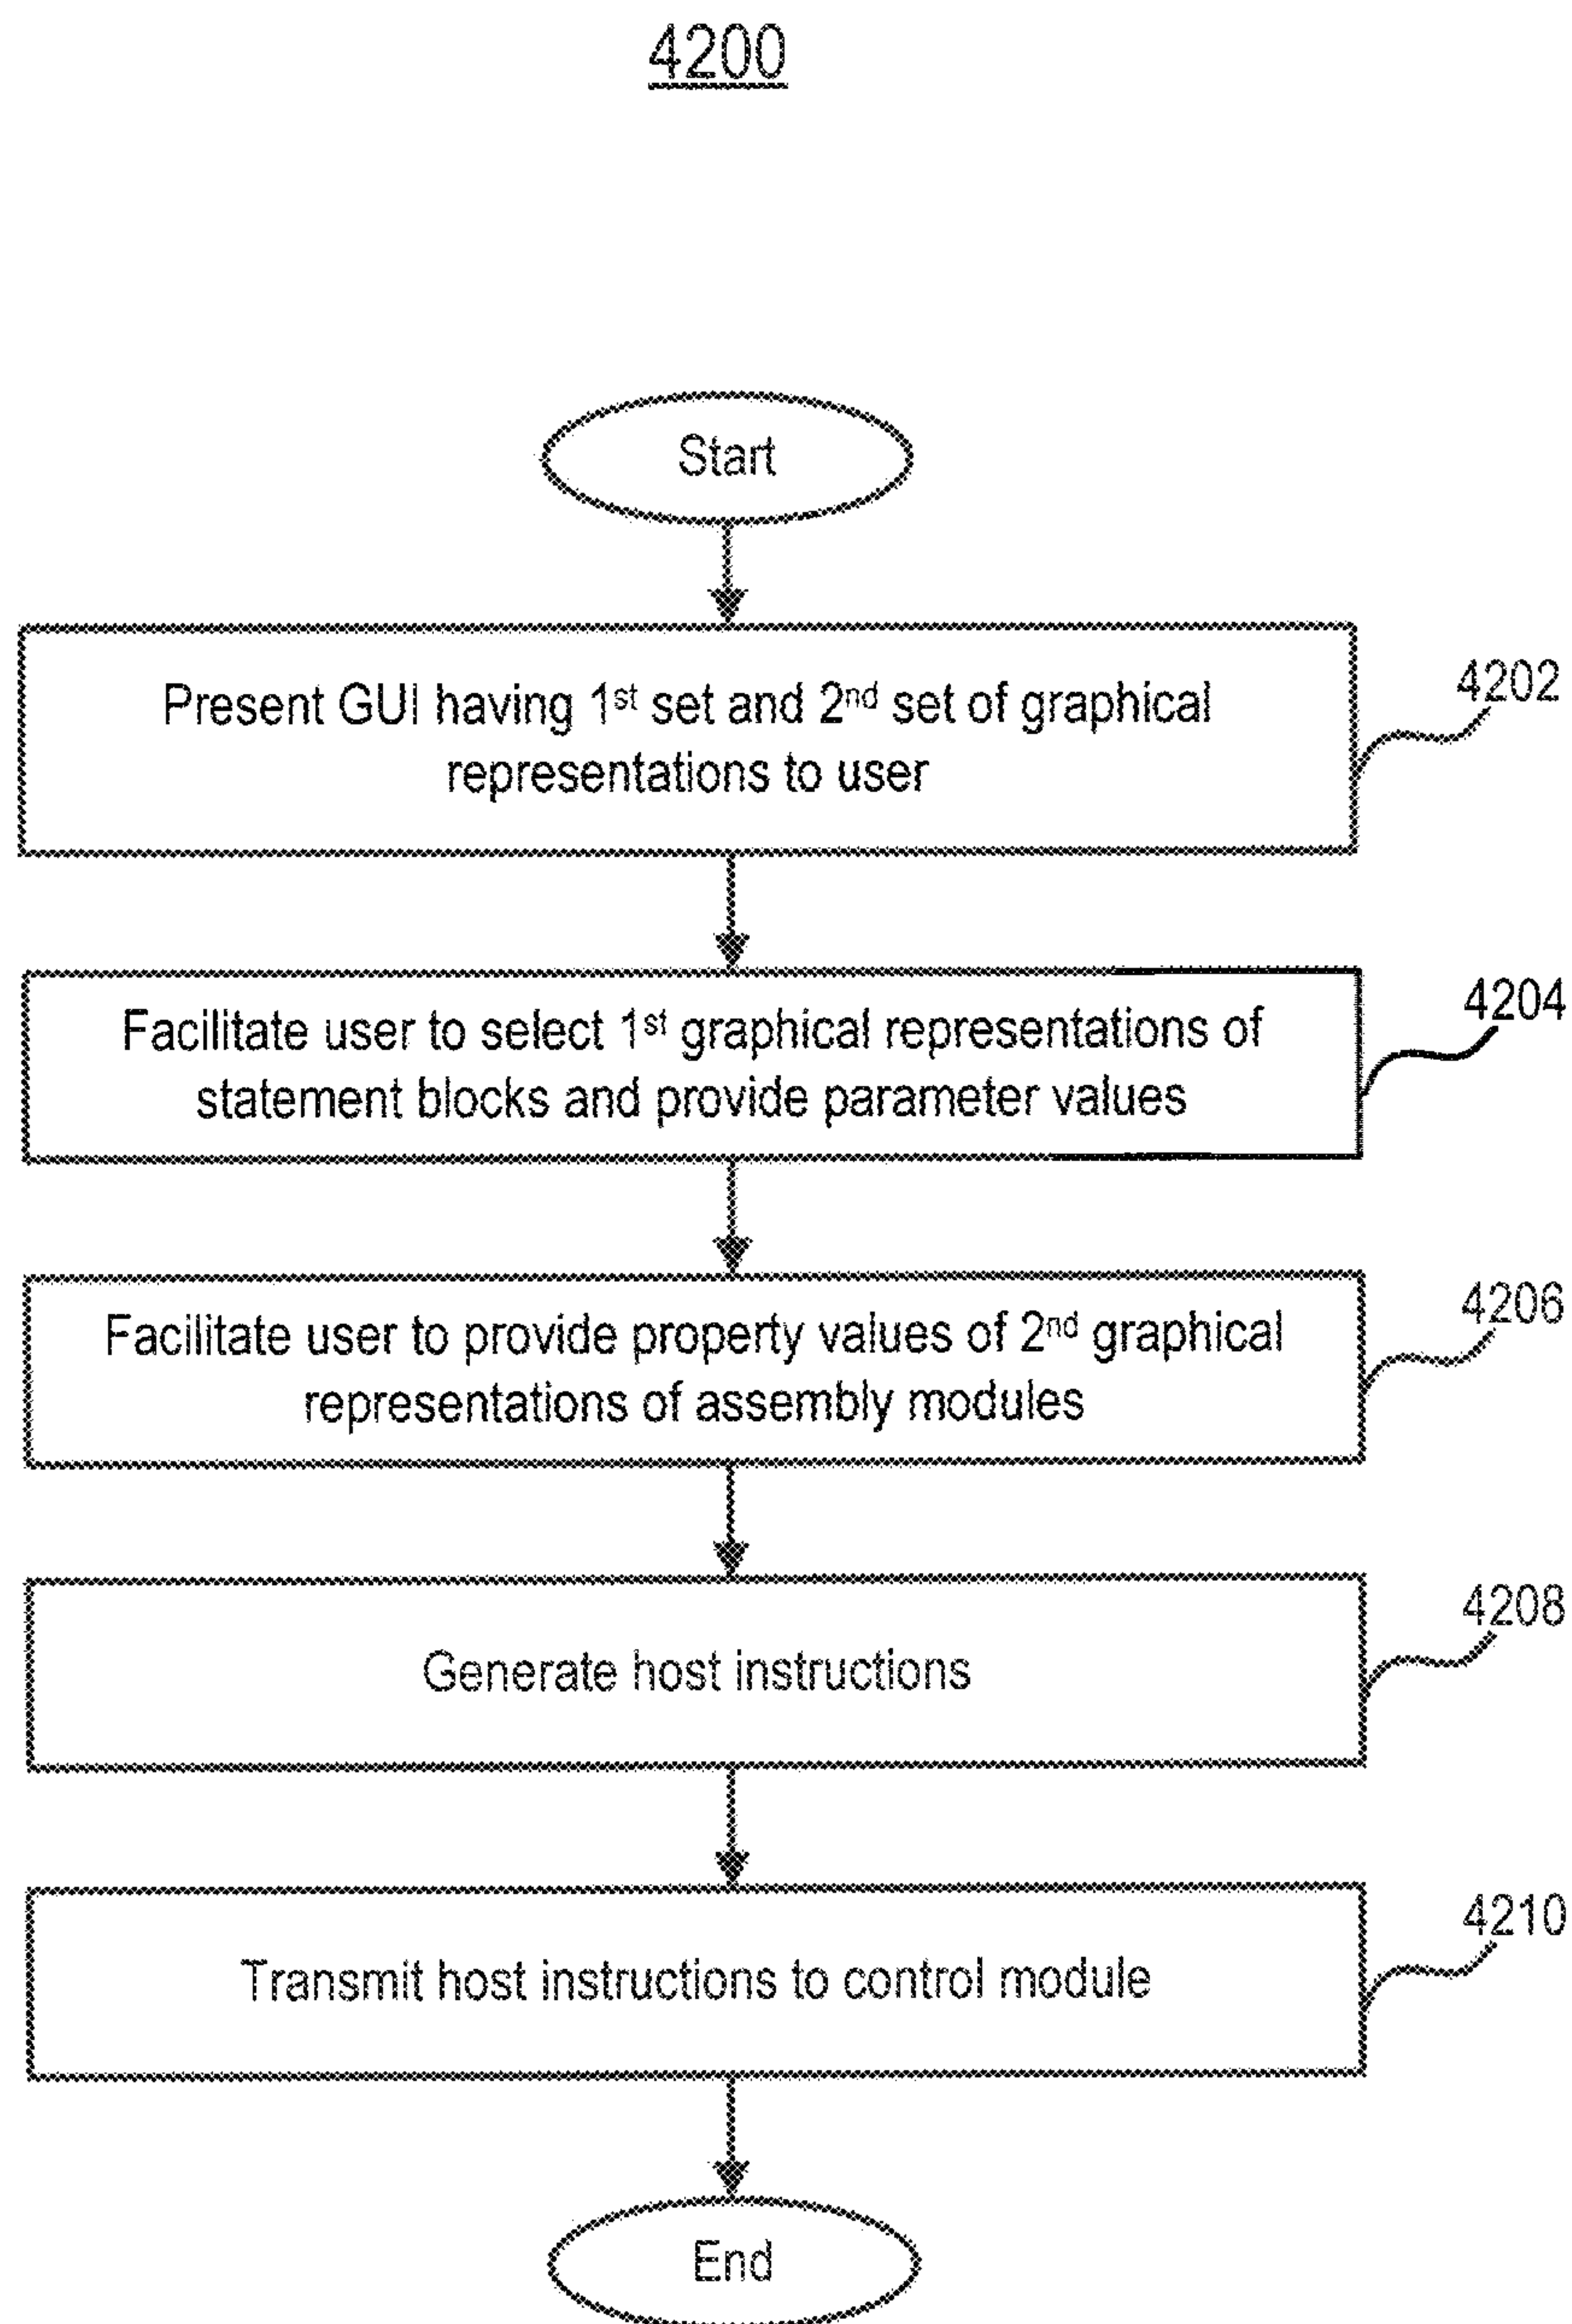 4200
Start
Present GUI having 1st set and 2nd set of graphical
representations to user
4202
Facilitate user to select 1st graphical representations of
statement blocks and provide parameter values
4204
Facilitate user to provide property values of 2nd graphical
representations of assembly modules
4206
Generate host instructions
4208
Transmit host instructions to control module
4210
End